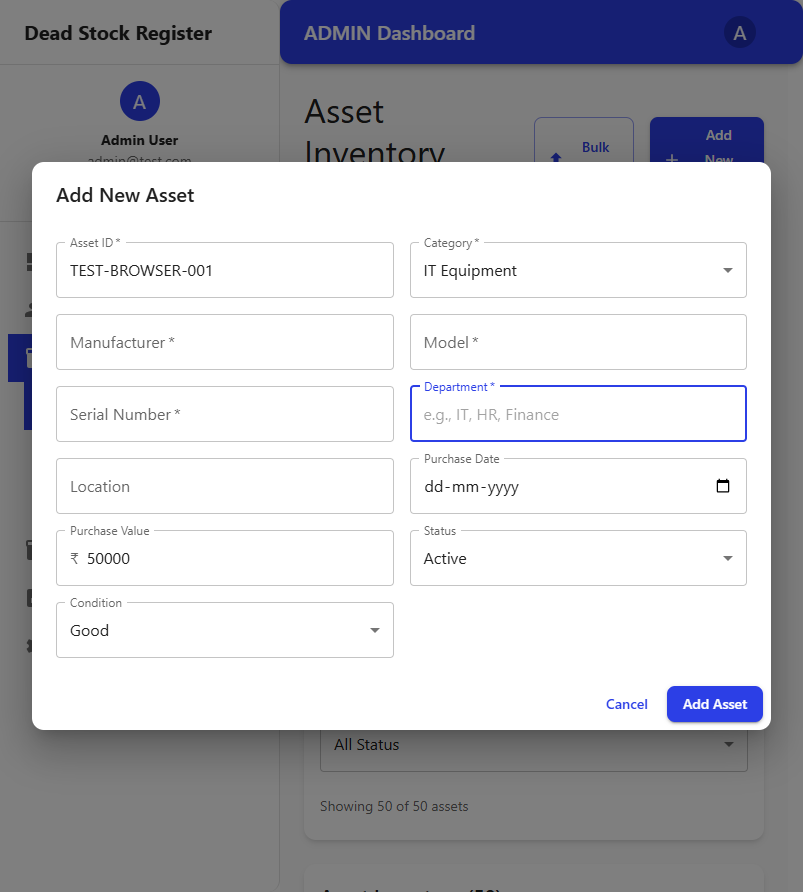 Dead Stock Register
ADMIN Dashboard
A
A
Admin User
admin@test.com
Asset
Inventory
Bulk
Add
New
Add New Asset
Asset ID *
TEST-BROWSER-001
Category *
IT Equipment
Manufacturer *
Model *
Serial Number *
Department *
e.g., IT, HR, Finance
Location
Purchase Date
dd-mm-yyyy
Purchase Value
₹ 50000
Status
Active
Condition
Good
Cancel
Add Asset
All Status
Showing 50 of 50 assets